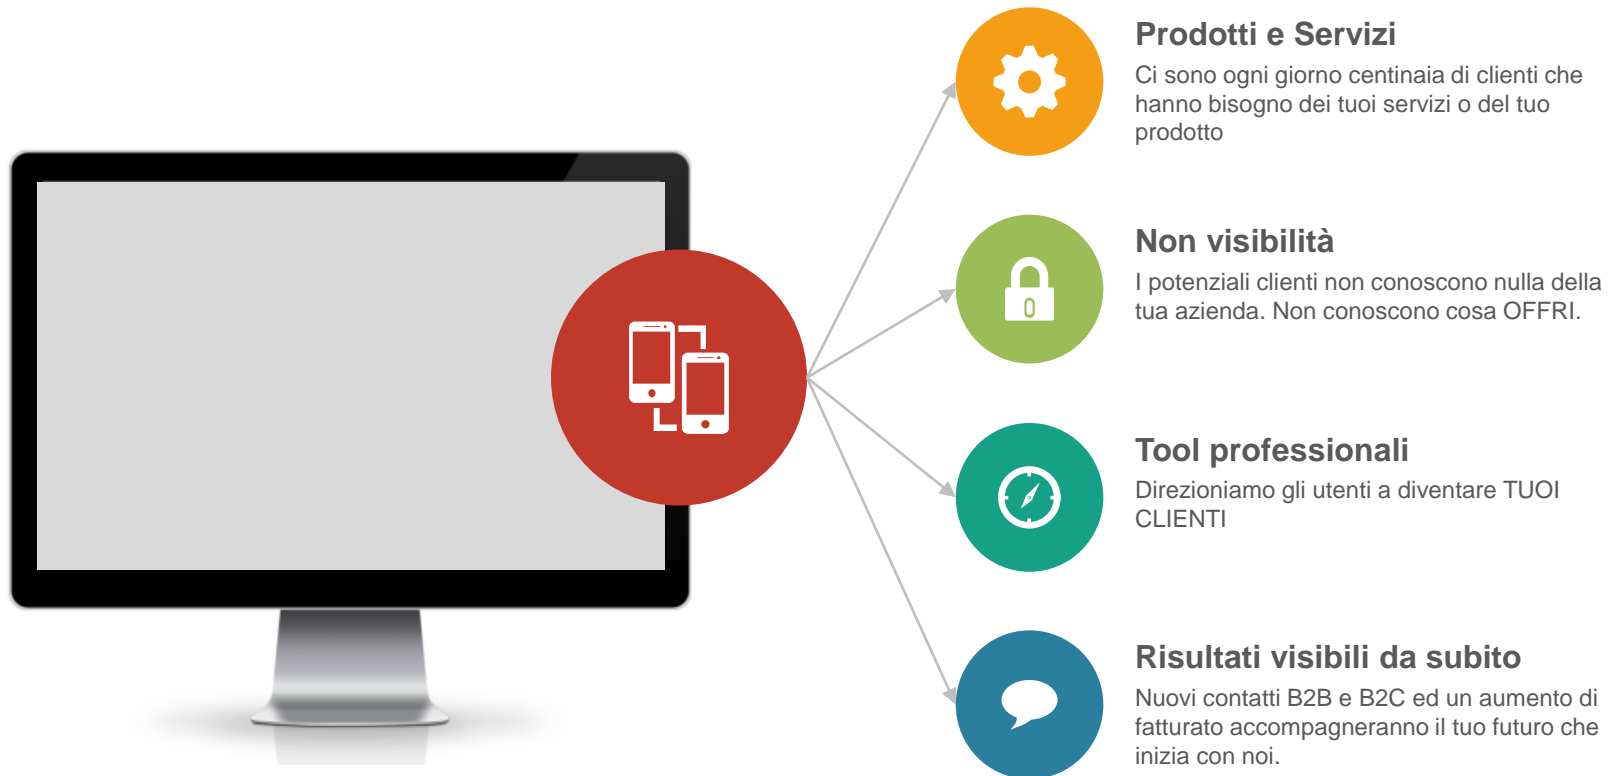 Prodotti e Servizi
Ci sono ogni giorno centinaia di clienti che
hanno bisogno dei tuoi servizi o del tuo
prodotto
Non visibilità
I potenziali clienti non conoscono nulla della
tua azienda. Non conoscono cosa OFFRI.
Tool professionali
Direzioniamo gli utenti a diventare TUOI
CLIENTI
Risultati visibili da subito
Nuovi contatti B2B e B2C ed un aumento di
fatturato accompagneranno il tuo futuro che
inizia con noi.